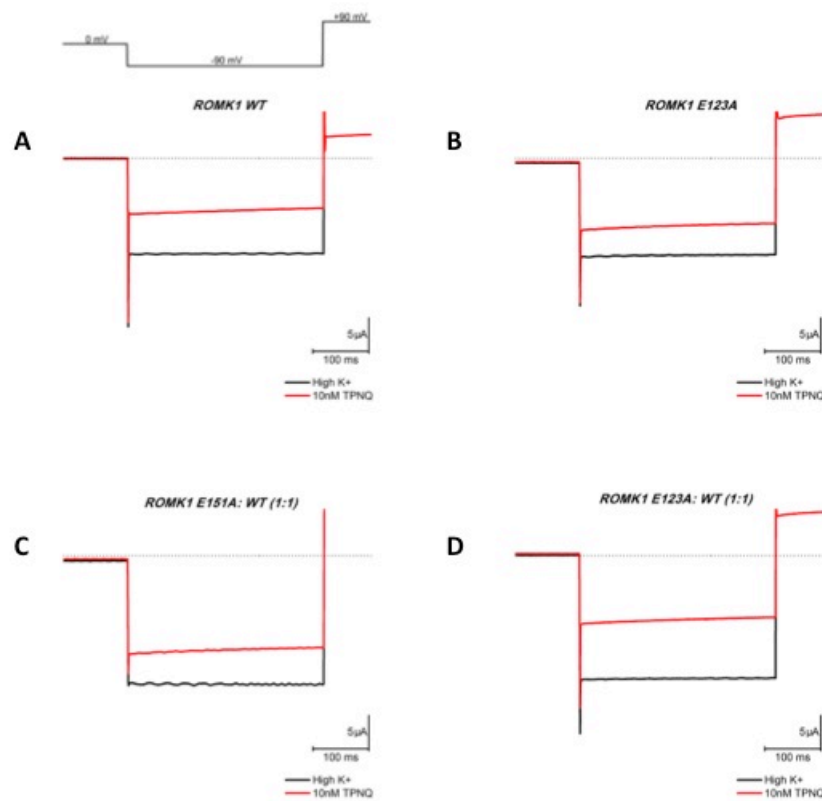 +90 mV
0 mV
-90 mV
ROMK1 WT
ROMK1 E123A
A
B
5µA
100 ms
High K+
10nM TPNQ
5µA
100 ms
High K+
10nM TPNQ
ROMK1 E151A: WT (1:1)
ROMK1 E123A: WT (1:1)
C
D
5µA
100 ms
High K+
10nM TPNQ
5µA
100 ms
High K+
10nM TPNQ